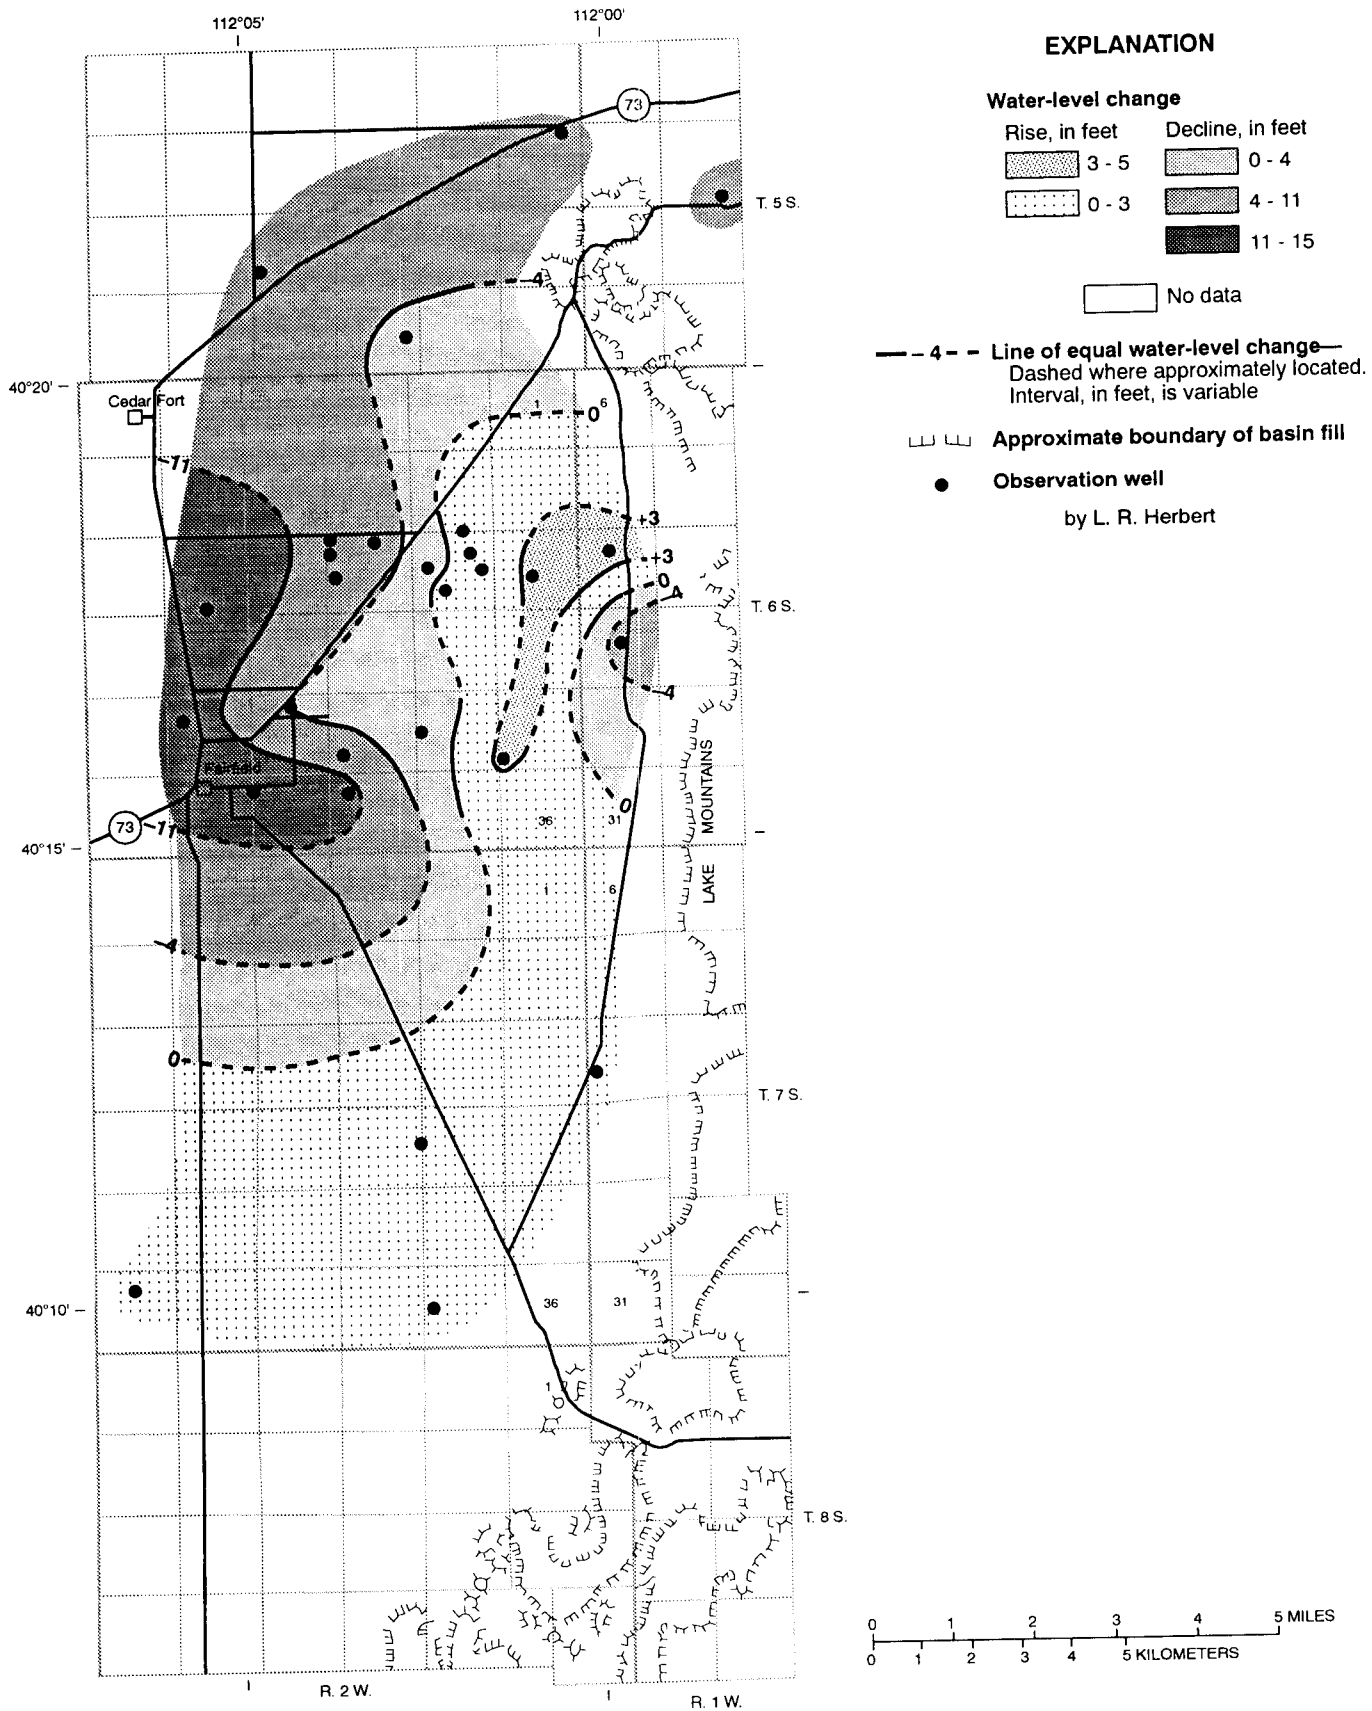 112°05'
112°00'
EXPLANATION
Water-level change
Rise, in feet
Decline, in feet
3 - 5
0 - 4
0 - 3
4 - 11
11 - 15
No data
– 4 – – Line of equal water-level change—
Dashed where approximately located.
Interval, in feet, is variable
Approximate boundary of basin fill
Observation well
by L. R. Herbert
73
T. 5 S.
–4
40°20'
Cedar Fort
1
0
6
–11
+3
+3
0
–4
T. 6 S.
–4
Fairfield
LAKE MOUNTAINS
0
36
31
73
–11
40°15'
1
6
–4
0
T. 7 S.
40°10'
36
31
1
T. 8 S.
R. 2 W.
R. 1 W.
0 1 2 3 4 5 MILES
0 1 2 3 4 5 KILOMETERS